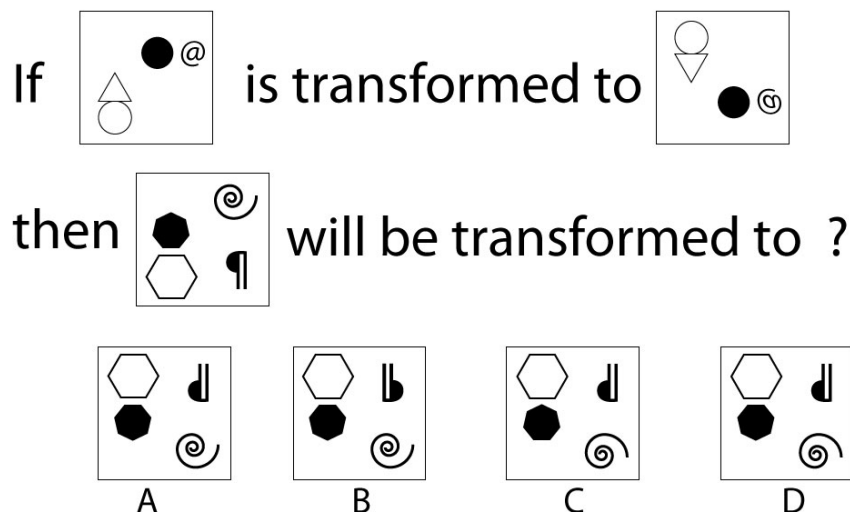 If @ is transformed to @
then ¶ will be transformed to ?
A B C D